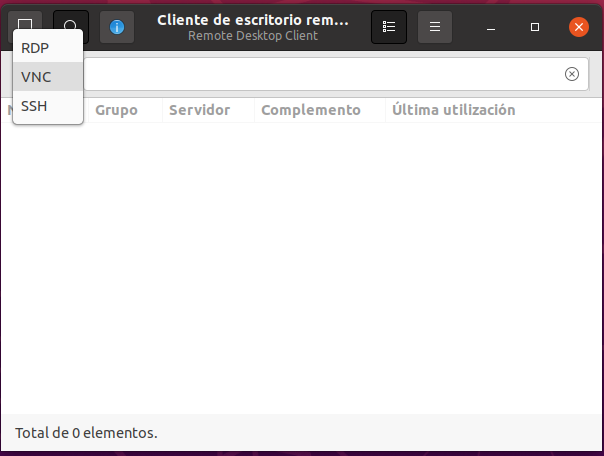 Cliente de escritorio rem...
Remote Desktop Client
RDP
VNC
SSH
Grupo Servidor Complemento Última utilización
Total de 0 elementos.